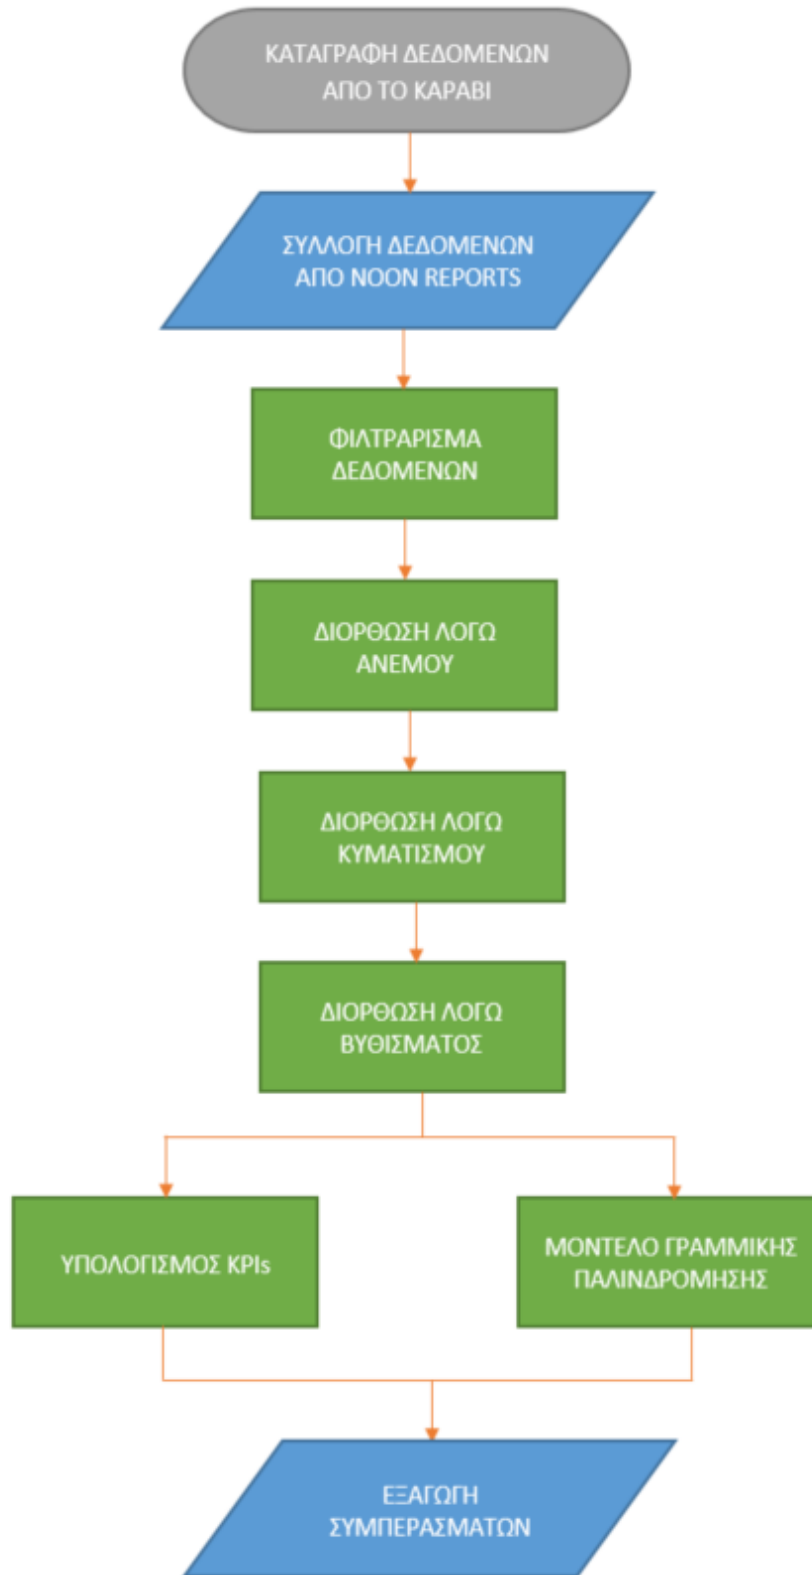 ΚΑΤΑΓΡΑΦΗ ΔΕΔΟΜΕΝΩΝ
ΑΠΟ ΤΟ ΚΑΡΑΒΙ
ΣΥΛΛΟΓΗ ΔΕΔΟΜΕΝΩΝ
ΑΠΟ NOON REPORTS
ΦΙΛΤΡΑΡΙΣΜΑ
ΔΕΔΟΜΕΝΩΝ
ΔΙΟΡΘΩΣΗ ΛΟΓΩ
ΑΝΕΜΟΥ
ΔΙΟΡΘΩΣΗ ΛΟΓΩ
ΚΥΜΑΤΙΣΜΟΥ
ΔΙΟΡΘΩΣΗ ΛΟΓΩ
ΒΥΘΙΣΜΑΤΟΣ
ΥΠΟΛΟΓΙΣΜΟΣ KPIs
ΜΟΝΤΕΛΟ ΓΡΑΜΜΙΚΗΣ
ΠΑΛΙΝΔΡΟΜΗΣΗΣ
ΕΞΑΓΩΓΗ
ΣΥΜΠΕΡΑΣΜΑΤΩΝ